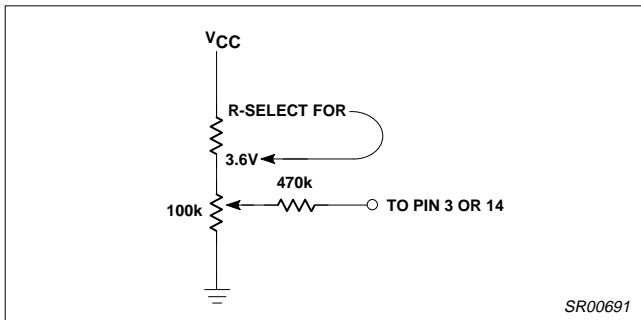 VCC
R-SELECT FOR
3.6V
470k
100k
TO PIN 3 OR 14
SR00691